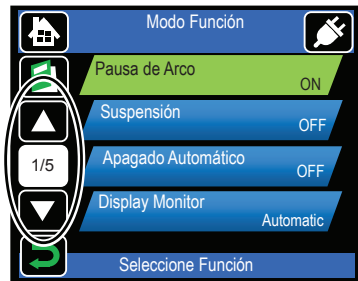 Modo Función
Pausa de Arco
ON
Suspensión
OFF
1/5
Apagado Automático
OFF
Display Monitor
Automatic
Seleccione Función